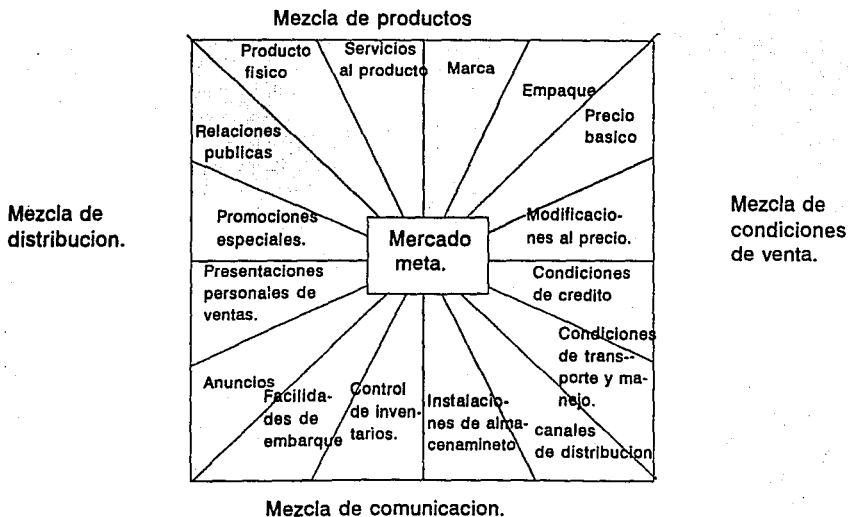 Mezcla de productos
Producto
fisico
Servicios
al producto
Marca
Empaque
Precio
basico
Relaciones
publicas
Promociones
especiales.
Modificacio-
nes al precio.
Mezcla de
distribucion.
Mercado
meta.
Mezcla de
condiciones
de venta.
Presentaciones
personales de
ventas.
Condiciones
de credito
Condiciones
de trans--
porte y ma-
nejo.
Anuncios
Facilida-
des de
embarque
Control
de inven-
tarios.
Instalacio-
nes de alma-
cenamineto
canales
de distribucion
Mezcla de comunicacion.